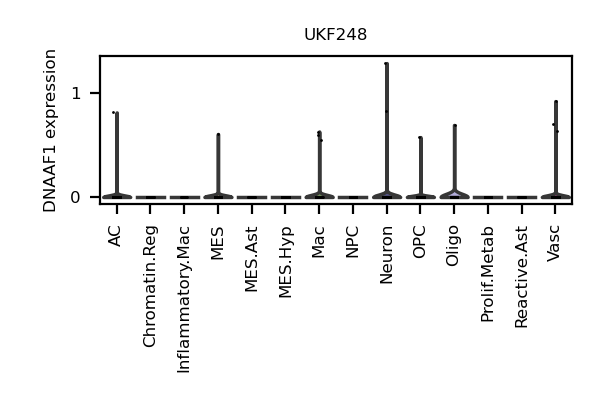 UKF248
DNAAF1 expression
1
0
AC
Chromatin.Reg
Inflammatory.Mac
MES
MES.Ast
MES.Hyp
Mac
NPC
Neuron
OPC
Oligo
Prolif.Metab
Reactive.Ast
Vasc